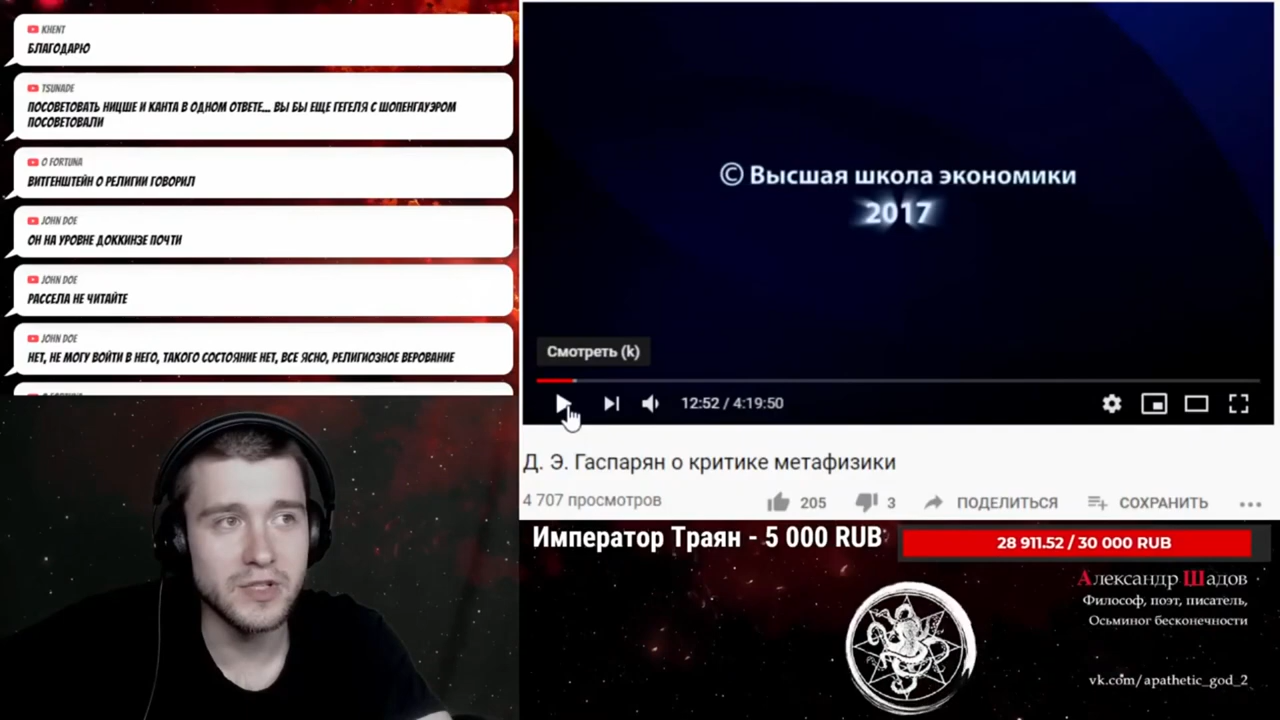 KHENT
БЛАГОДАРЮ
TSUNADE
ПОСОВЕТОВАТЬ НИЦШЕ И КАНТА В ОДНОМ ОТВЕТЕ... ВЫ БЫ ЕЩЕ ГЕГЕЛЯ С ШОПЕНГАУЭРОМ
ПОСОВЕТОВАЛИ
O FORTUNA
ВИТГЕНШТЕЙН О РЕЛИГИИ ГОВОРИЛ
JOHN DOE
ОН НА УРОВНЕ ДОККИНЗЕ ПОЧТИ
JOHN DOE
РАССЕЛА НЕ ЧИТАЙТЕ
JOHN DOE
НЕТ, НЕ МОГУ ВОЙТИ В НЕГО, ТАКОГО СОСТОЯНИЕ НЕТ, ВСЕ ЯСНО, РЕЛИГИОЗНОЕ ВЕРОВАНИЕ
© Высшая школа экономики
2017
Смотреть (k)
12:52 / 4:19:50
Д. Э. Гаспарян о критике метафизики
4 707 просмотров
205
3
ПОДЕЛИТЬСЯ
СОХРАНИТЬ
Император Траян - 5 000 RUB
28 911.52 / 30 000 RUB
Александр Шадов
Философ, поэт, писатель,
Осьминог бесконечности
vk.com/apathetic_god_2